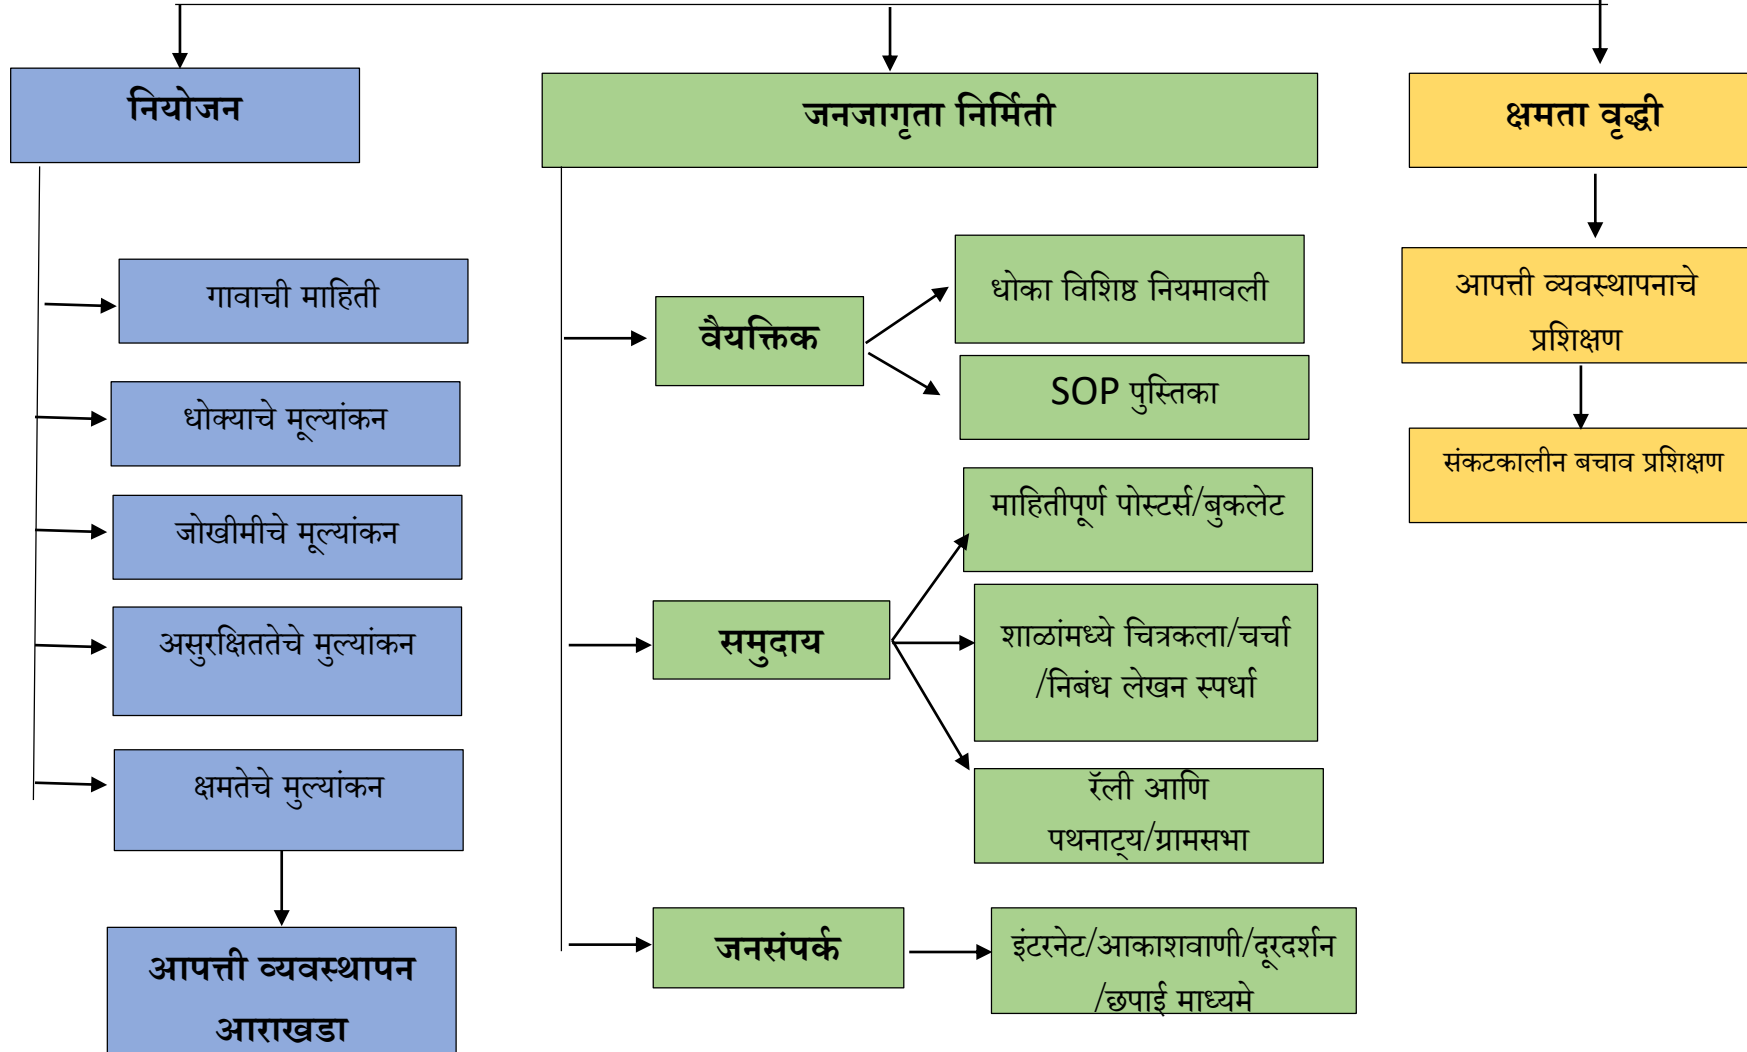 नियोजन
गावाची माहिती
धोक्याचे मूल्यांकन
जोखीमीचे मूल्यांकन
असुरक्षिततेचे मुल्यांकन
क्षमतेचे मुल्यांकन
आपत्ती व्यवस्थापन
आराखडा
जनजागृता निर्मिती
वैयक्तिक
धोका विशिष्ठ नियमावली
SOP पुस्तिका
समुदाय
माहितीपूर्ण पोस्टर्स/बुकलेट
शाळांमध्ये चित्रकला/चर्चा
/निबंध लेखन स्पर्धा
रॅली आणि
पथनाट्य/ग्रामसभा
जनसंपर्क
इंटरनेट/आकाशवाणी/दूरदर्शन
/छपाई माध्यमे
क्षमता वृद्धी
आपत्ती व्यवस्थापनाचे
प्रशिक्षण
संकटकालीन बचाव प्रशिक्षण